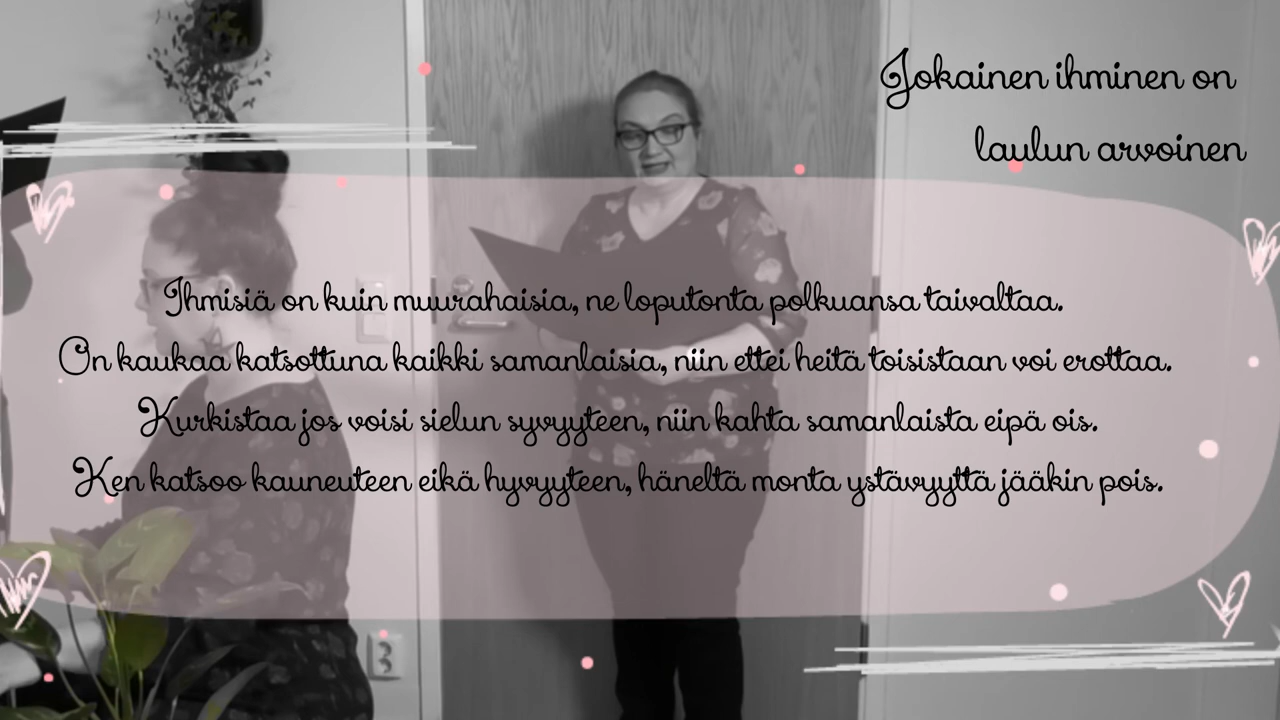 Jokainen ihminen on
laulun arvoinen
Ihmisiä on kuin muurahaisia, ne loputonta polkuansa taivaltaa.
On kaukaa katsottuna kaikki samanlaisia, niin ettei heitä toisistaan voi erottaa.
Kurkistaa jos voisi sielun syvyyteen, niin kahta samanlaista eipä ois.
Ken katsoo kauneuteen eikä hyvyyteen, häneltä monta ystävyyttä jääkin pois.